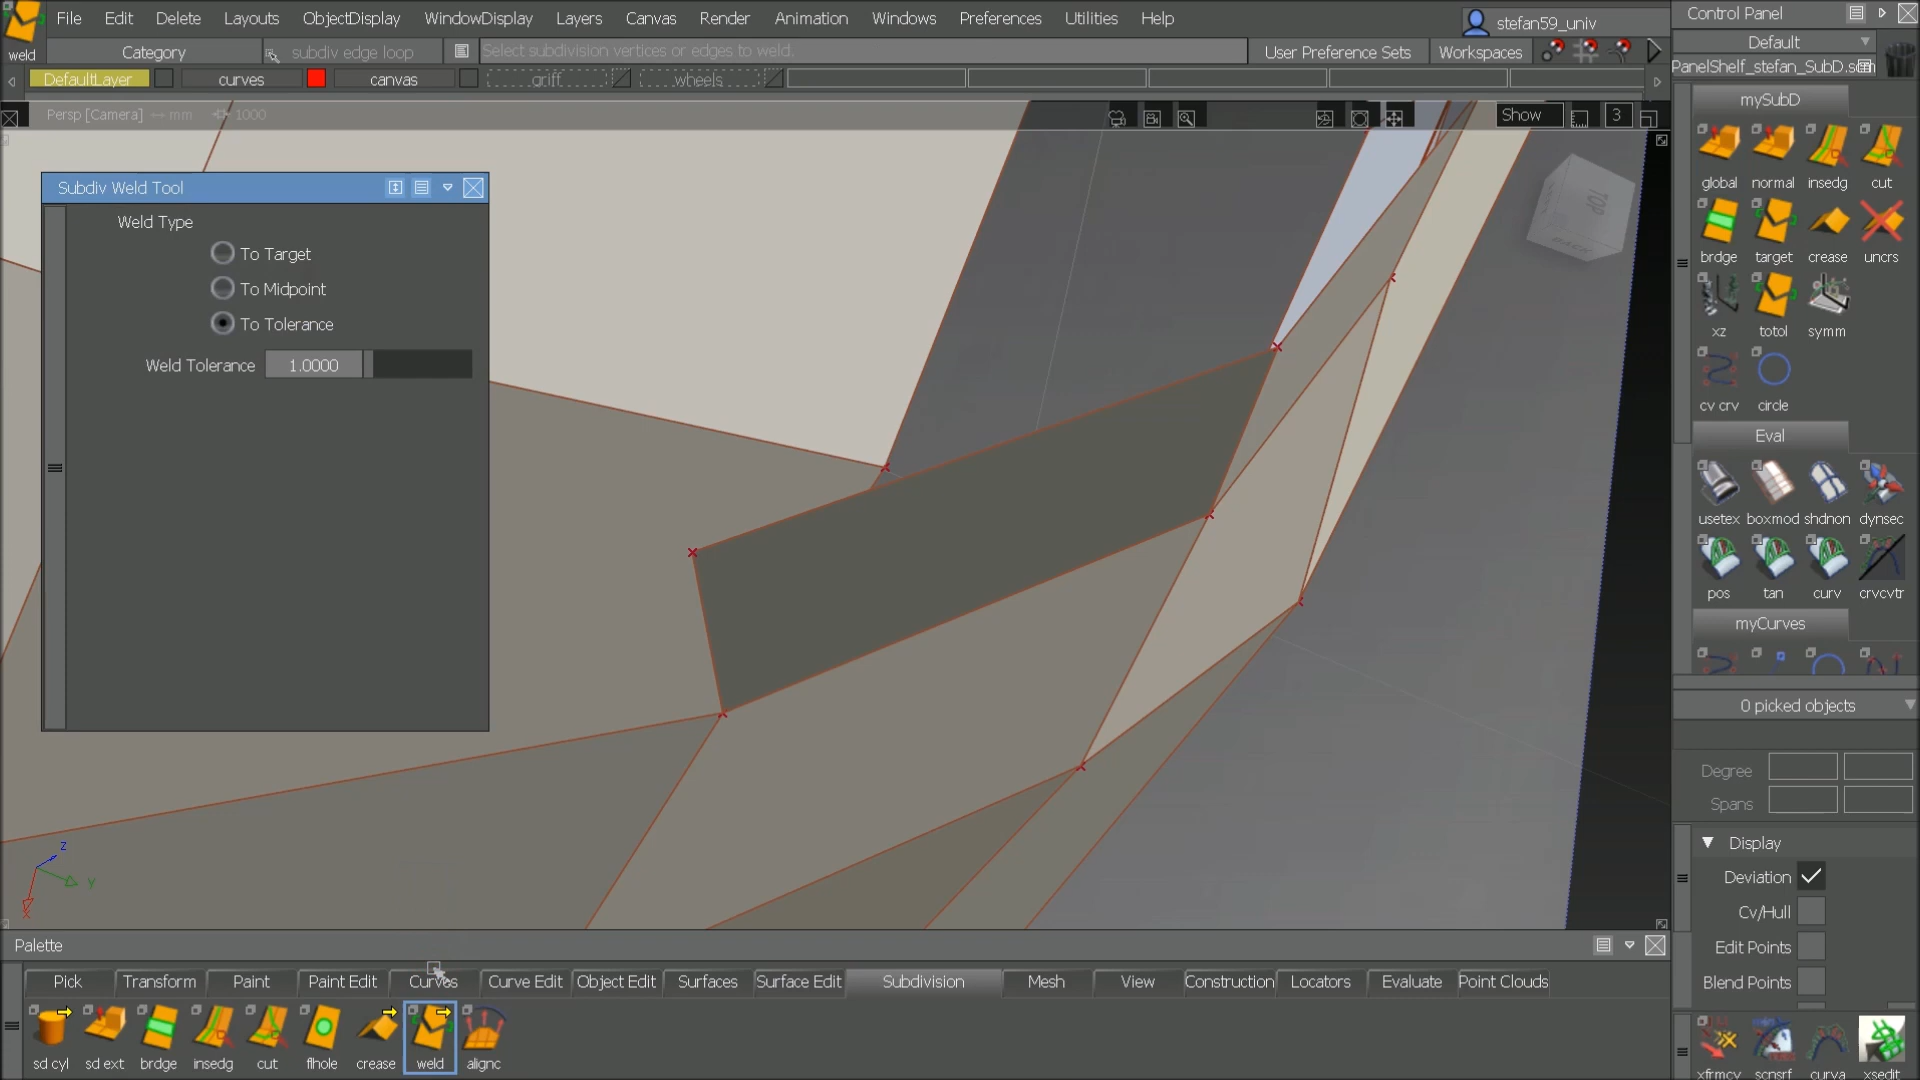 File Edit Delete Layouts ObjectDisplay WindowDisplay Layers Canvas Render Animation Windows Preferences Utilities Help
stefan59_univ
Control Panel
weld
Category
subdiv edge loop
Select subdivision vertices or edges to weld.
User Preference Sets
Workspaces
Default
PanelShelf_stefan_SubD.scm
DefaultLayer
curves
canvas
griff
wheels
mySubD
Persp [Camera] ↔ mm 1000
Show
3
global normal insedg cut
TOP
BACK
Subdiv Weld Tool
Weld Type
To Target
To Midpoint
To Tolerance
Weld Tolerance 1.0000
brdge target crease uncrs
xz totol symm
cv crv circle
Eval
usetex boxmod shdnon dynsec
pos tan curv crvcvtr
myCurves
0 picked objects
Degree
Spans
Display
Deviation
Cv/Hull
Edit Points
Blend Points
z
y
x
Palette
Pick Transform Paint Paint Edit Curves Curve Edit Object Edit Surfaces Surface Edit Subdivision Mesh View Construction Locators Evaluate Point Clouds
sd cyl sd ext brdge insedg cut flhole crease weld alignc
xfrmcv scnsrf curva xsedit